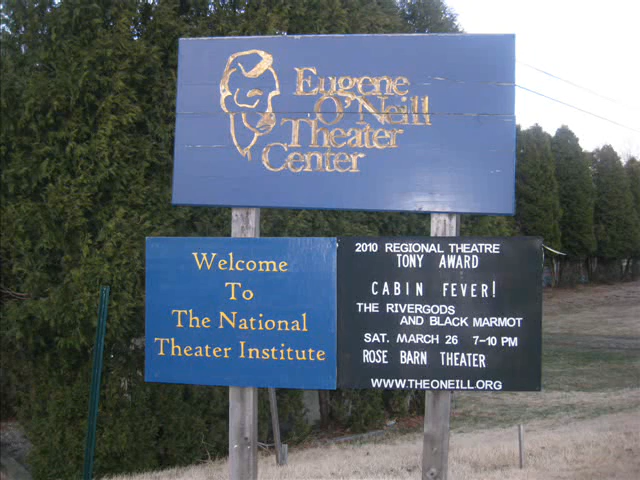 Eugene
O'Neill
Theater
Center
Welcome
To
The National
Theater Institute
2010 REGIONAL THEATRE
TONY AWARD
CABIN FEVER!
THE RIVERGODS
AND BLACK MARMOT
SAT. MARCH 26 7-10 PM
ROSE BARN THEATER
WWW.THEONEILL.ORG